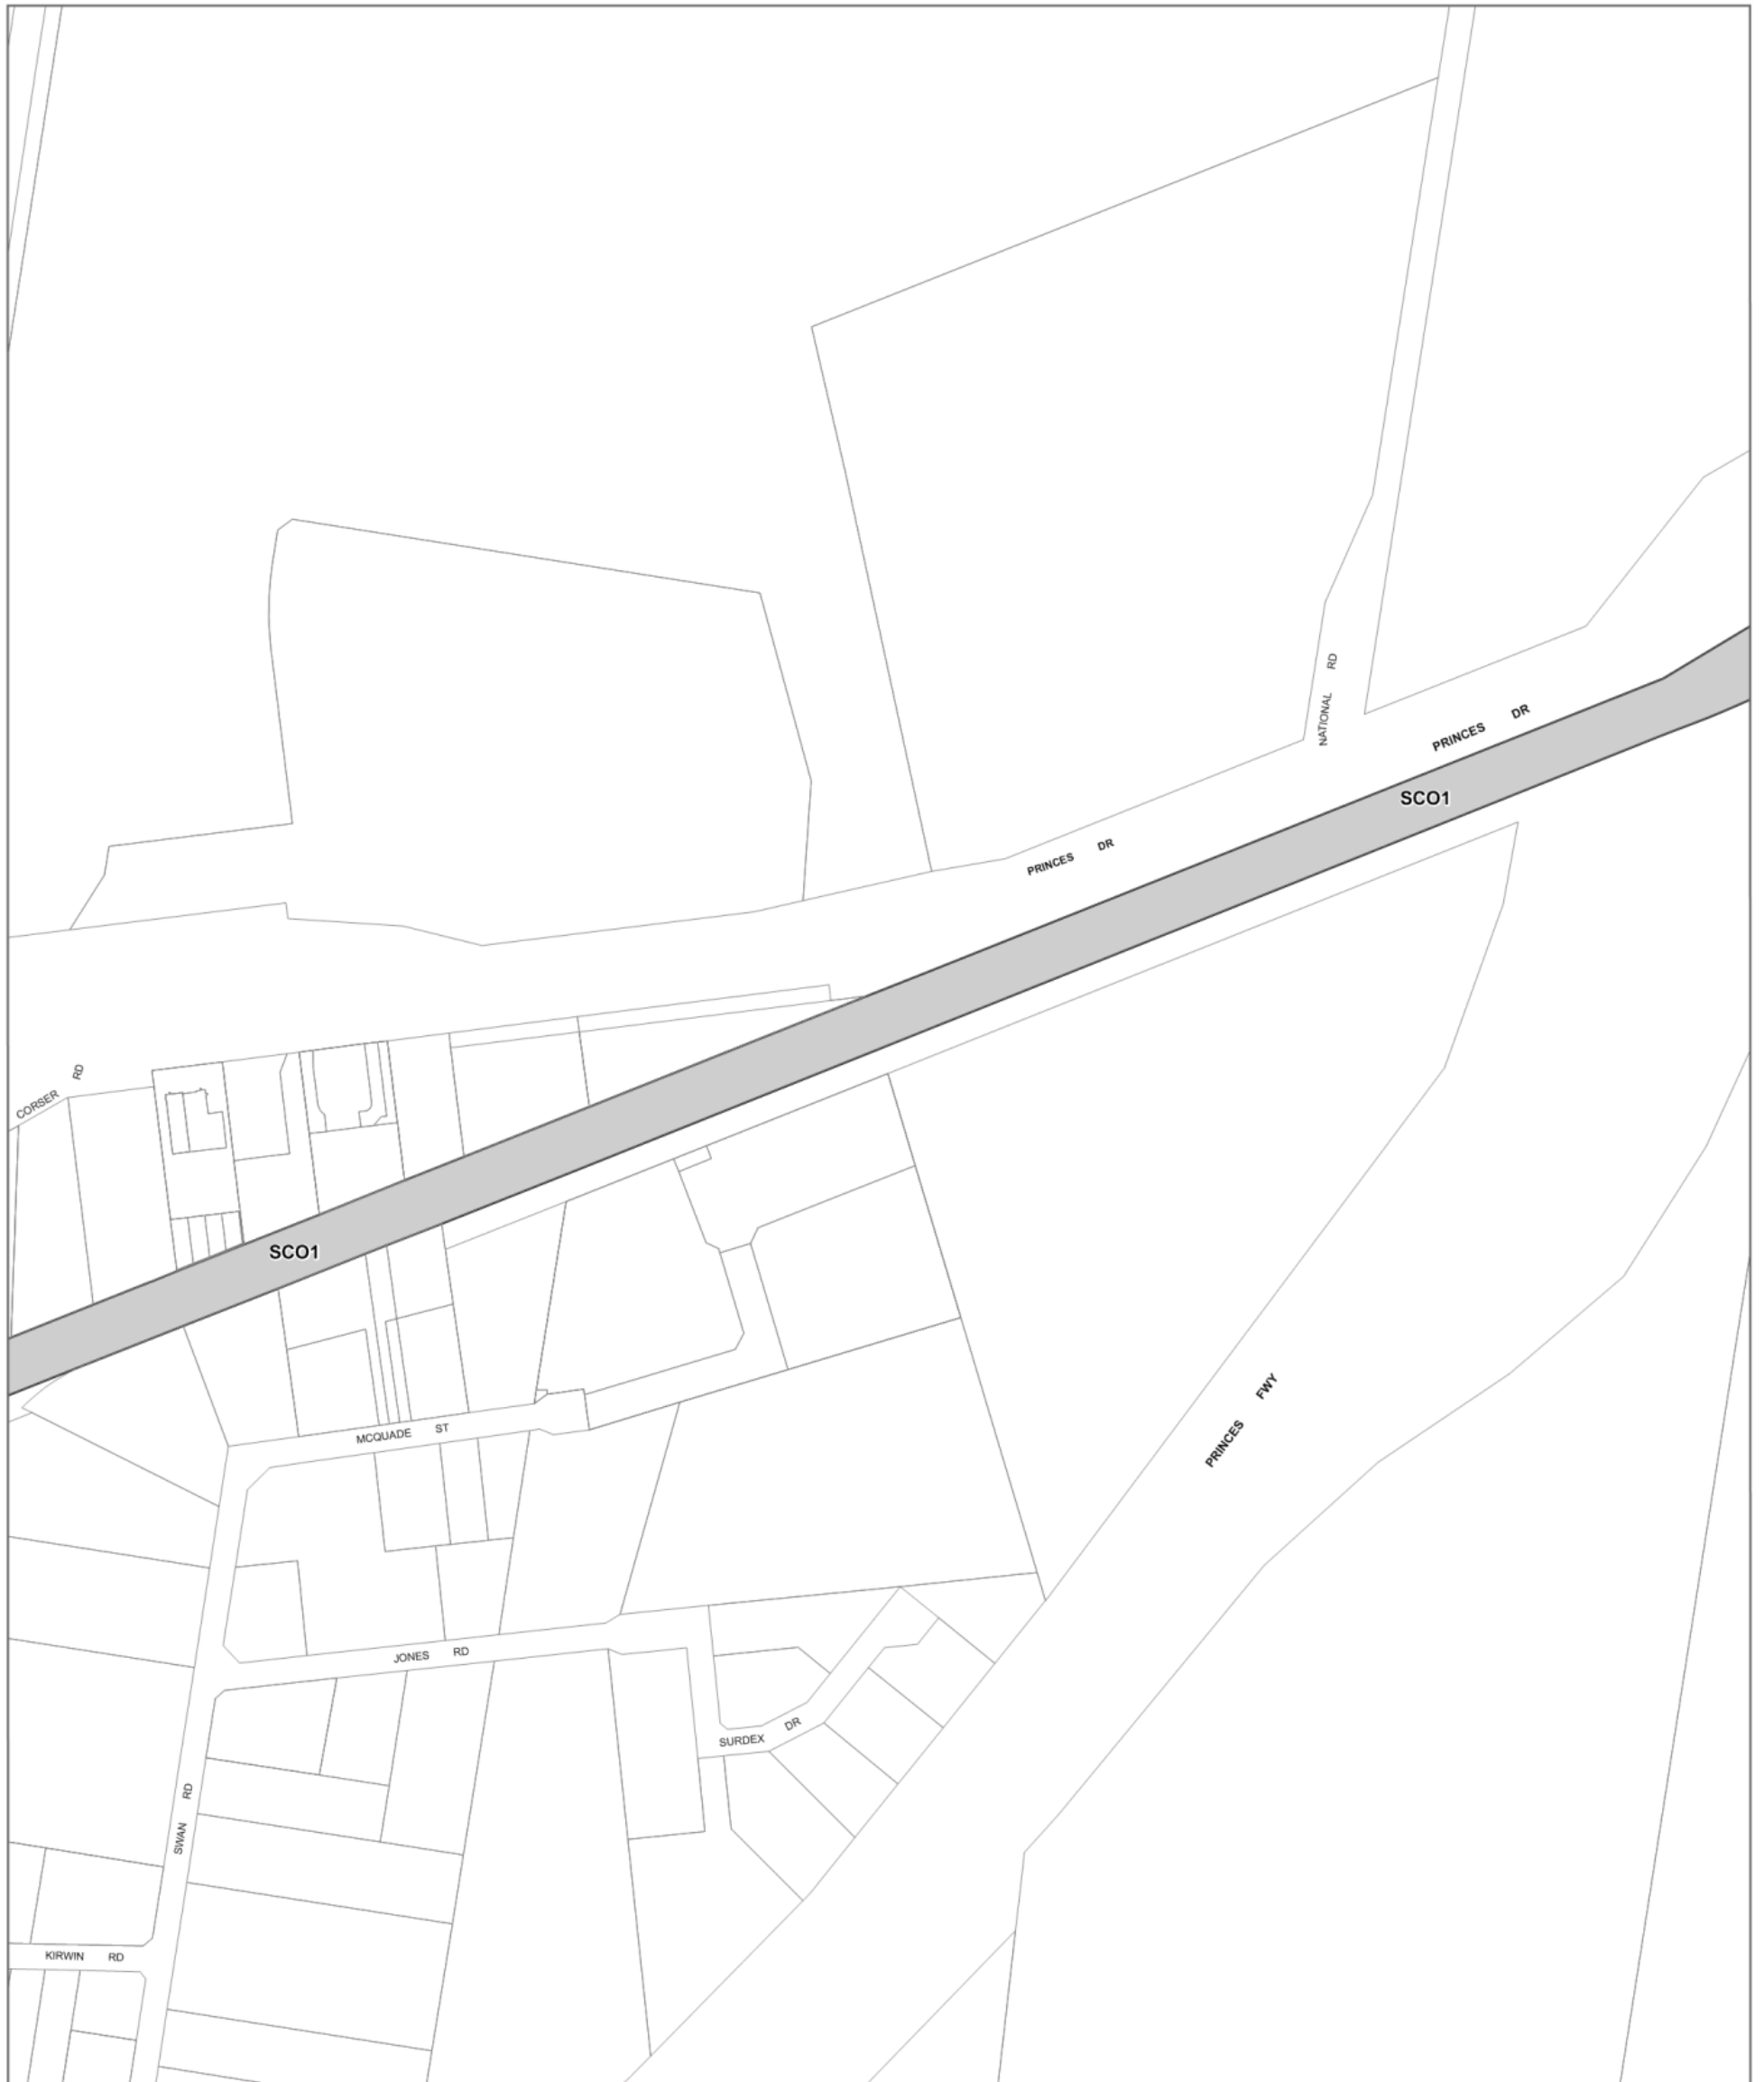 NATIONAL RD
PRINCES DR
SCO1
PRINCES DR
CORSER RD
SCO1
PRINCES FWY
MCQUADE ST
JONES RD
SURDEX DR
SWAN RD
KIRWIN RD